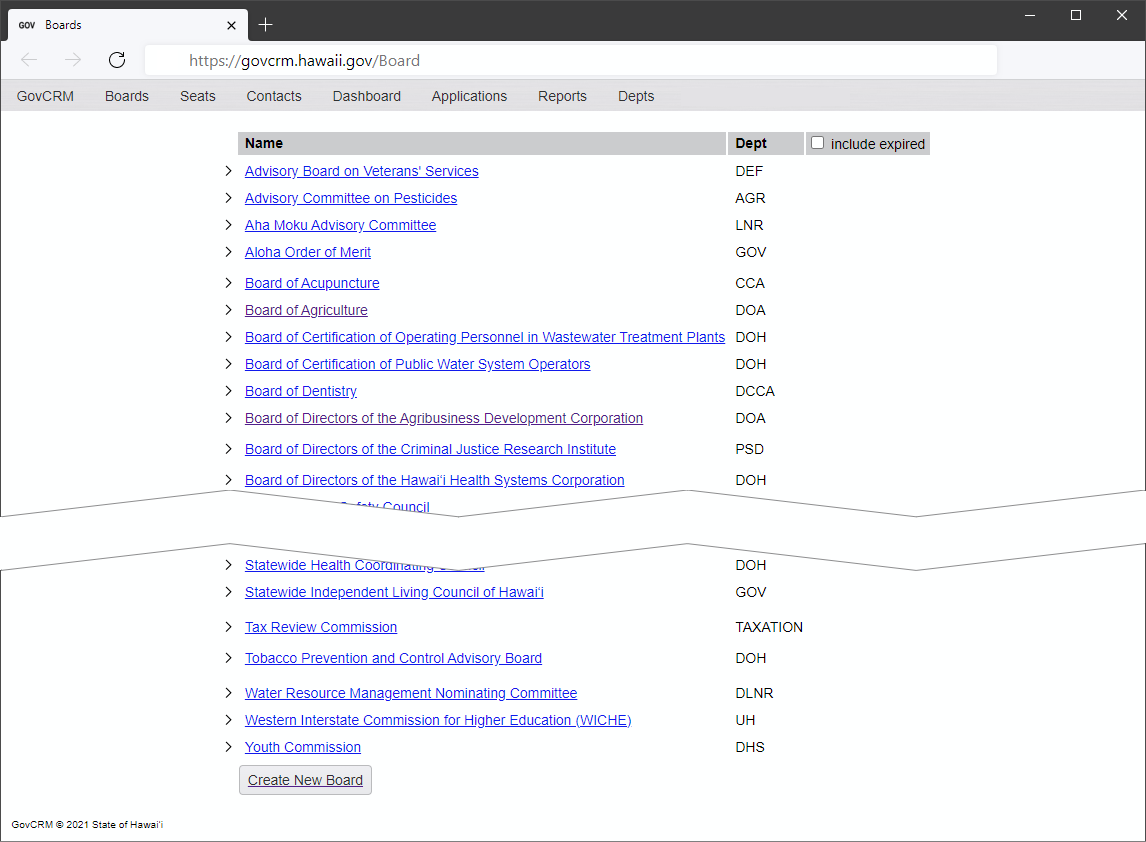 GOV Boards
https://govcrm.hawaii.gov/Board
GovCRM Boards Seats Contacts Dashboard Applications Reports Depts
Name Dept include expired
Advisory Board on Veterans' Services DEF
Advisory Committee on Pesticides AGR
Aha Moku Advisory Committee LNR
Aloha Order of Merit GOV
Board of Acupuncture CCA
Board of Agriculture DOA
Board of Certification of Operating Personnel in Wastewater Treatment Plants DOH
Board of Certification of Public Water System Operators DOH
Board of Dentistry DCCA
Board of Directors of the Agribusiness Development Corporation DOA
Board of Directors of the Criminal Justice Research Institute PSD
Board of Directors of the Hawai‘i Health Systems Corporation DOH
Safety Council
Statewide Health Coordinating Council DOH
Statewide Independent Living Council of Hawai‘i GOV
Tax Review Commission TAXATION
Tobacco Prevention and Control Advisory Board DOH
Water Resource Management Nominating Committee DLNR
Western Interstate Commission for Higher Education (WICHE) UH
Youth Commission DHS
Create New Board
GovCRM © 2021 State of Hawai‘i